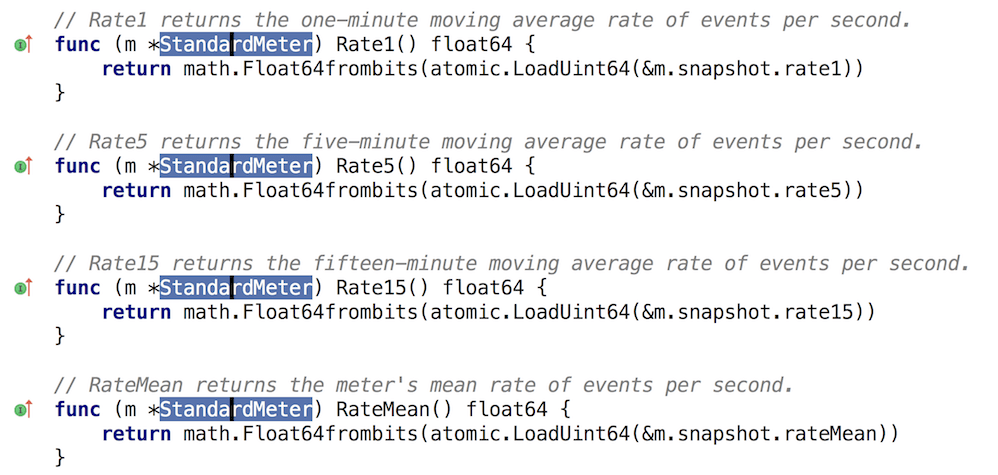 // Rate1 returns the one-minute moving average rate of events per second.
func (m *StandardMeter) Rate1() float64 {
    return math.Float64frombits(atomic.LoadUint64(&m.snapshot.rate1))
}

// Rate5 returns the five-minute moving average rate of events per second.
func (m *StandardMeter) Rate5() float64 {
    return math.Float64frombits(atomic.LoadUint64(&m.snapshot.rate5))
}

// Rate15 returns the fifteen-minute moving average rate of events per second.
func (m *StandardMeter) Rate15() float64 {
    return math.Float64frombits(atomic.LoadUint64(&m.snapshot.rate15))
}

// RateMean returns the meter's mean rate of events per second.
func (m *StandardMeter) RateMean() float64 {
    return math.Float64frombits(atomic.LoadUint64(&m.snapshot.rateMean))
}